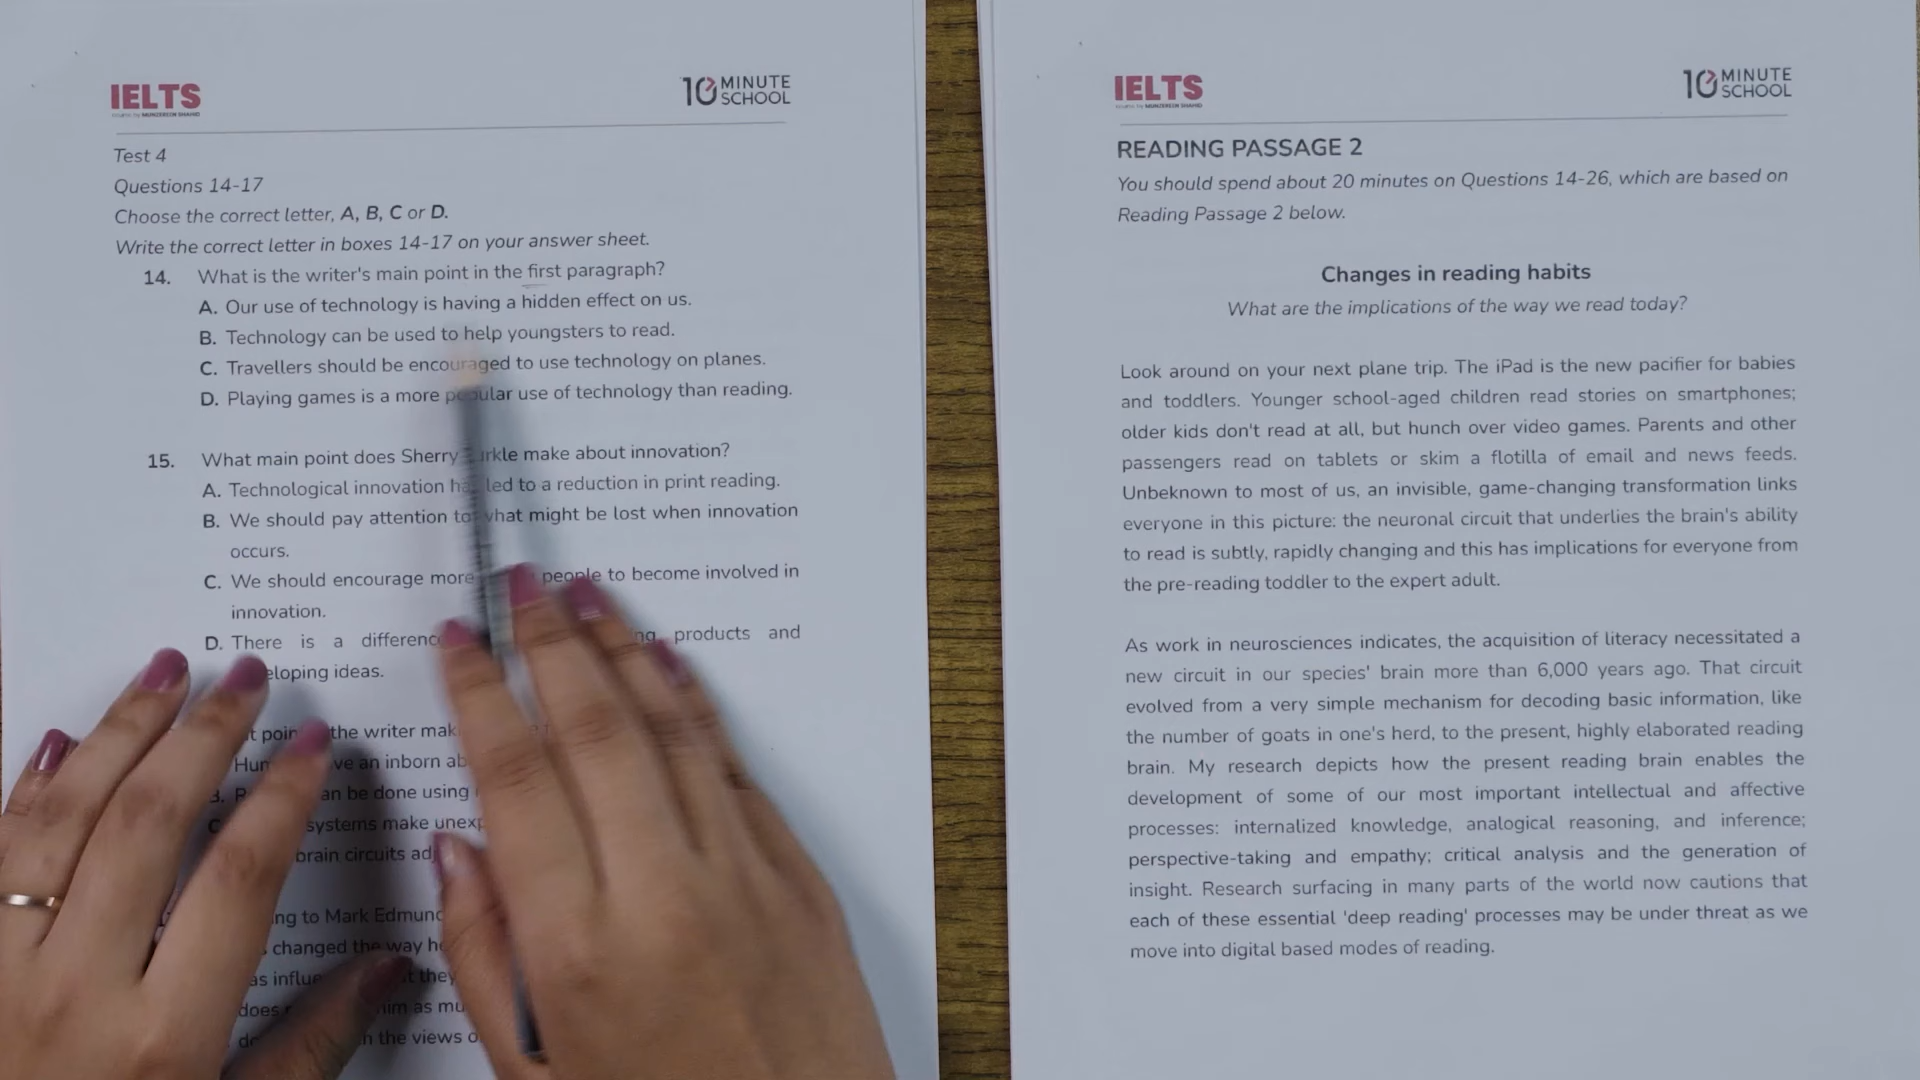 IELTS
10 MINUTE SCHOOL
Test 4
Questions 14-17
Choose the correct letter, A, B, C or D.
Write the correct letter in boxes 14-17 on your answer sheet.
14. What is the writer's main point in the first paragraph?
A. Our use of technology is having a hidden effect on us.
B. Technology can be used to help youngsters to read.
C. Travellers should be encouraged to use technology on planes.
D. Playing games is a more popular use of technology than reading.
15. What main point does Sherry make about innovation?
A. Technological innovation led to a reduction in print reading.
B. We should pay attention to what might be lost when innovation
occurs.
C. We should encourage more people to become involved in
innovation.
D. There is a difference products and
ideas.
the writer
an inborn
can be done using
systems make
brain circuits
to Mark
changed the way
they
as
the views
IELTS
10 MINUTE SCHOOL
READING PASSAGE 2
You should spend about 20 minutes on Questions 14-26, which are based on
Reading Passage 2 below.
Changes in reading habits
What are the implications of the way we read today?
Look around on your next plane trip. The iPad is the new pacifier for babies
and toddlers. Younger school-aged children read stories on smartphones;
older kids don't read at all, but hunch over video games. Parents and other
passengers read on tablets or skim a flotilla of email and news feeds.
Unbeknown to most of us, an invisible, game-changing transformation links
everyone in this picture: the neuronal circuit that underlies the brain's ability
to read is subtly, rapidly changing and this has implications for everyone from
the pre-reading toddler to the expert adult.
As work in neurosciences indicates, the acquisition of literacy necessitated a
new circuit in our species' brain more than 6,000 years ago. That circuit
evolved from a very simple mechanism for decoding basic information, like
the number of goats in one's herd, to the present, highly elaborated reading
brain. My research depicts how the present reading brain enables the
development of some of our most important intellectual and affective
processes: internalized knowledge, analogical reasoning, and inference;
perspective-taking and empathy; critical analysis and the generation of
insight. Research surfacing in many parts of the world now cautions that
each of these essential 'deep reading' processes may be under threat as we
move into digital based modes of reading.